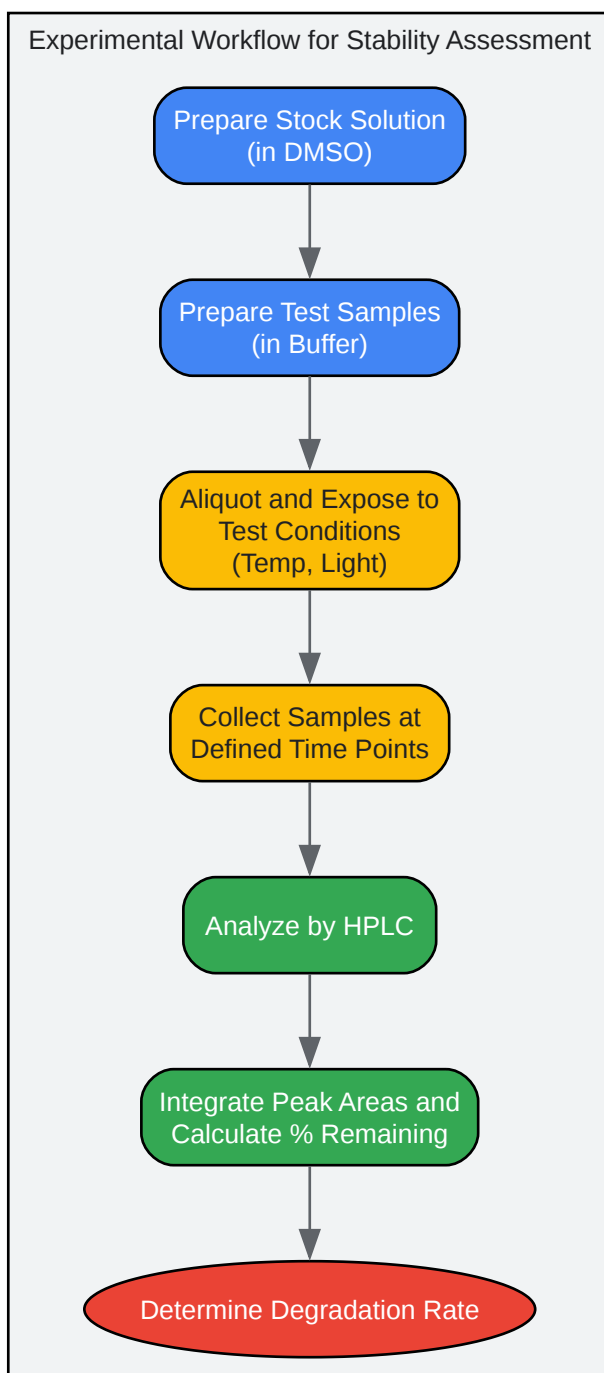 Experimental Workflow for Stability Assessment
Prepare Stock Solution
(in DMSO)
Prepare Test Samples
(in Buffer)
Aliquot and Expose to
Test Conditions
(Temp, Light)
Collect Samples at
Defined Time Points
Analyze by HPLC
Integrate Peak Areas and
Calculate % Remaining
Determine Degradation Rate